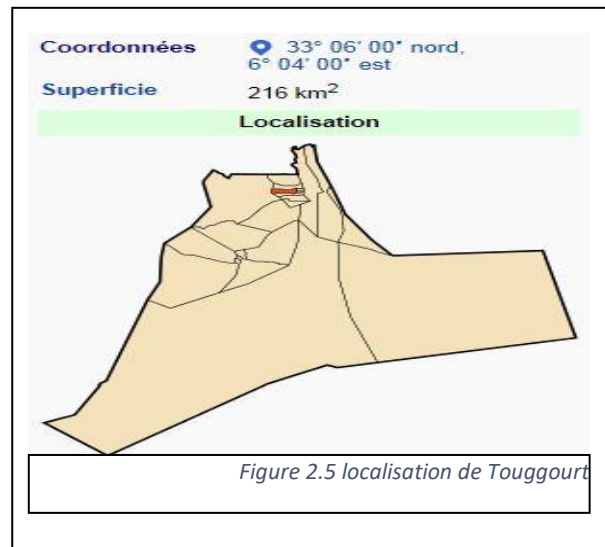 Coordonnées 33° 06′ 00″ nord,
6° 04′ 00″ est
Superficie 216 km²
Localisation
Figure 2.5 localisation de Touggourt